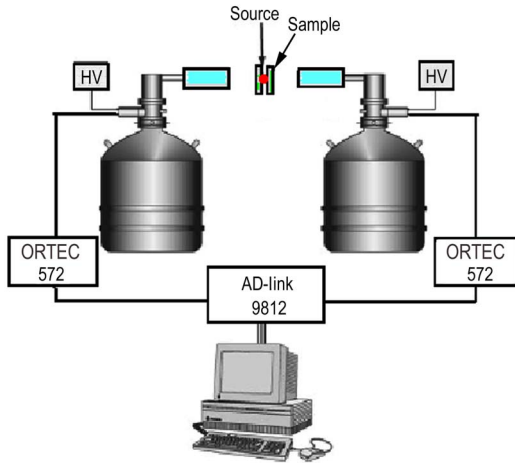 Source
Sample
HV
HV
ORTEC
572
ORTEC
572
AD-link
9812